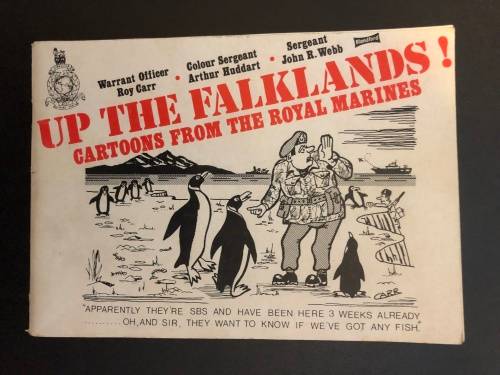 Warrant Officer
Roy Carr
Colour Sergeant
Arthur Huddart
Sergeant
John R. Webb
Blandford
UP THE FALKLANDS!
CARTOONS FROM THE ROYAL MARINES
CARR
"APPARENTLY THEY'RE SBS AND HAVE BEEN HERE 3 WEEKS ALREADY
.......... OH, AND SIR, THEY WANT TO KNOW IF WE'VE GOT ANY FISH."